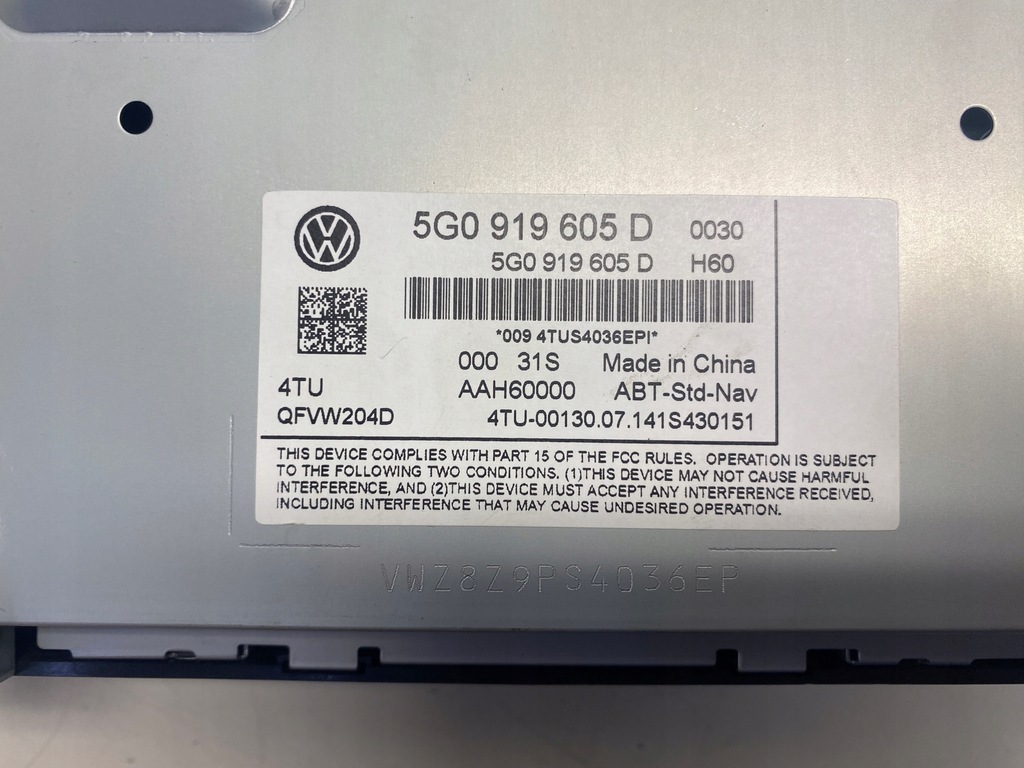 5G0 919 605 D 0030
5G0 919 605 D H60
*009 4TUS4036EPI*
000 31S Made in China
4TU AAH60000 ABT-Std-Nav
QFVW204D 4TU-00130.07.141S430151
THIS DEVICE COMPLIES WITH PART 15 OF THE FCC RULES. OPERATION IS SUBJECT
TO THE FOLLOWING TWO CONDITIONS. (1)THIS DEVICE MAY NOT CAUSE HARMFUL
INTERFERENCE, AND (2)THIS DEVICE MUST ACCEPT ANY INTERFERENCE RECEIVED,
INCLUDING INTERFERENCE THAT MAY CAUSE UNDESIRED OPERATION.
VWZ8Z9PS4036EP